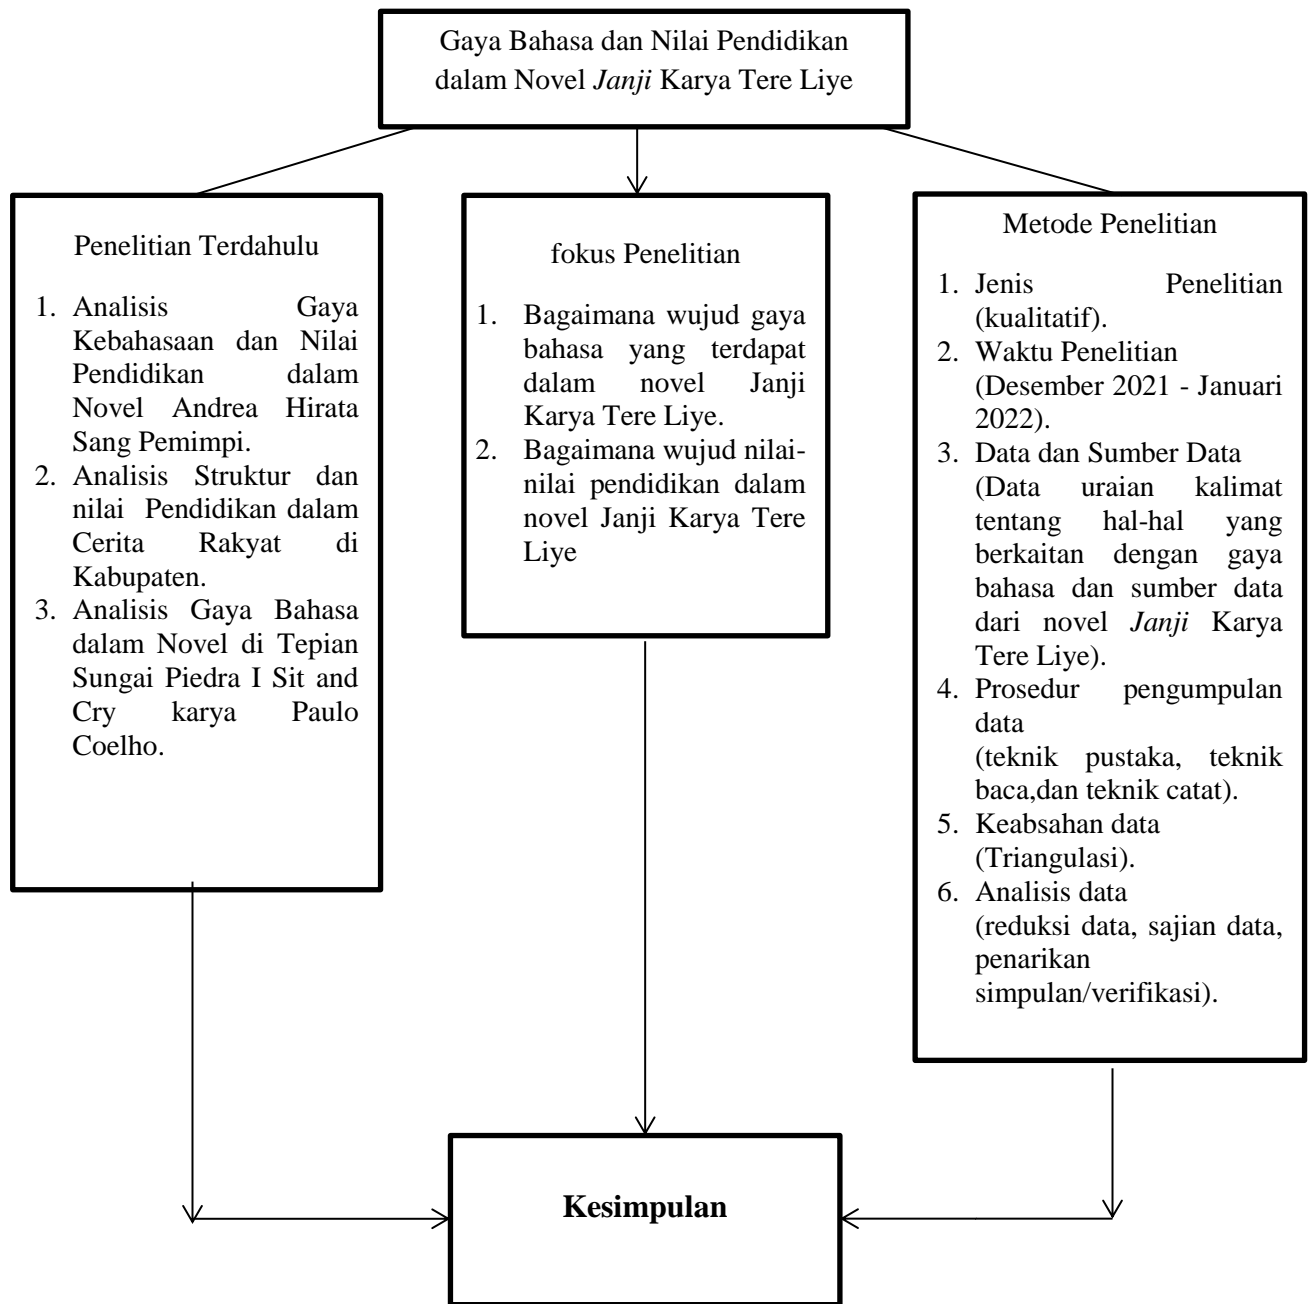 Gaya Bahasa dan Nilai Pendidikan
dalam Novel Janji Karya Tere Liye
Penelitian Terdahulu
1. Analisis Gaya
Kebahasaan dan Nilai
Pendidikan dalam
Novel Andrea Hirata
Sang Pemimpi.
2. Analisis Struktur dan
nilai Pendidikan dalam
Cerita Rakyat di
Kabupaten.
3. Analisis Gaya Bahasa
dalam Novel di Tepian
Sungai Piedra I Sit and
Cry karya Paulo
Coelho.
fokus Penelitian
1. Bagaimana wujud gaya
bahasa yang terdapat
dalam novel Janji
Karya Tere Liye.
2. Bagaimana wujud nilai-
nilai pendidikan dalam
novel Janji Karya Tere
Liye
Metode Penelitian
1. Jenis Penelitian
(kualitatif).
2. Waktu Penelitian
(Desember 2021 - Januari
2022).
3. Data dan Sumber Data
(Data uraian kalimat
tentang hal-hal yang
berkaitan dengan gaya
bahasa dan sumber data
dari novel Janji Karya
Tere Liye).
4. Prosedur pengumpulan
data
(teknik pustaka, teknik
baca,dan teknik catat).
5. Keabsahan data
(Triangulasi).
6. Analisis data
(reduksi data, sajian data,
penarikan
simpulan/verifikasi).
Kesimpulan